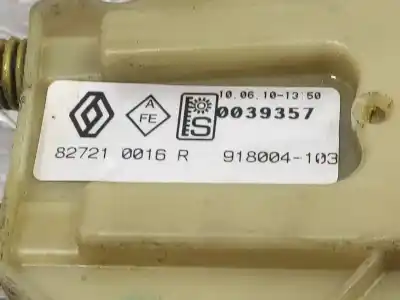 10.06.10-13:50
A
FE
S
0039357
82721 0016 R 918004-103